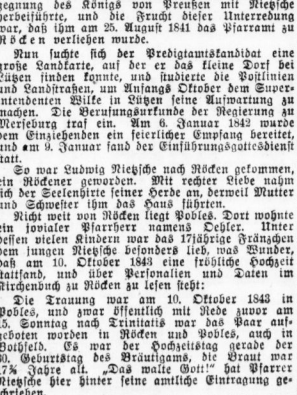 gegnung des Königs von Preußen mit Nietzsche
herbeiführte, und die Frucht dieser Unterredung
war, daß ihm am 25. August 1841 das Pfarramt zu
Röcken verliehen wurde.
Nun suchte sich der Predigtamtskandidat eine
große Landkarte, auf der er das kleine Dorf bei
Lützen finden konnte, und studierte die Postlinien
und Landstraßen, um Anfangs Oktober dem Super-
intendenten Wilke in Lützen seine Aufwartung zu
machen. Die Berufungsurkunde der Regierung zu
Merseburg traf ein. Am 6. Januar 1842 wurde
dem Einziehenden ein feierlicher Empfang bereitet,
und am 9. Januar fand der Einführungsgottesdienst
statt.
So war Ludwig Nietzsche nach Röcken gekommen,
ein Röckener geworden. Mit rechter Liebe nahm
sich der Seelenhirte seiner Herde an, derweil Mutter
und Schwester ihm das Haus führten.
Nicht weit von Röcken liegt Pobles. Dort wohnte
ein jovialer Pfarrherr namens Oehler. Unter
dessen vielen Kindern war das 17jährige Fränzchen
dem jungen Nietzsche besonders lieb, was Wunder,
daß am 10. Oktober 1843 eine fröhliche Hochzeit
stattfand, und über Personalien und Daten im
Kirchenbuch zu Röcken zu lesen steht:
Die Trauung war am 10. Oktober 1843 in
Pobles, und zwar öffentlich mit Rede zuvor am
15. Sonntag nach Trinitatis war das Paar auf-
geboten worden in Röcken und Pobles, auch in
Bothfeld. Es war der Hochzeitstag gerade der
30. Geburtstag des Bräutigams, die Braut war
17¾ Jahre alt. „Das walte Gott!“ hat Pfarrer
Nietzsche hier hinter seine amtliche Eintragung ge-
schrieben.